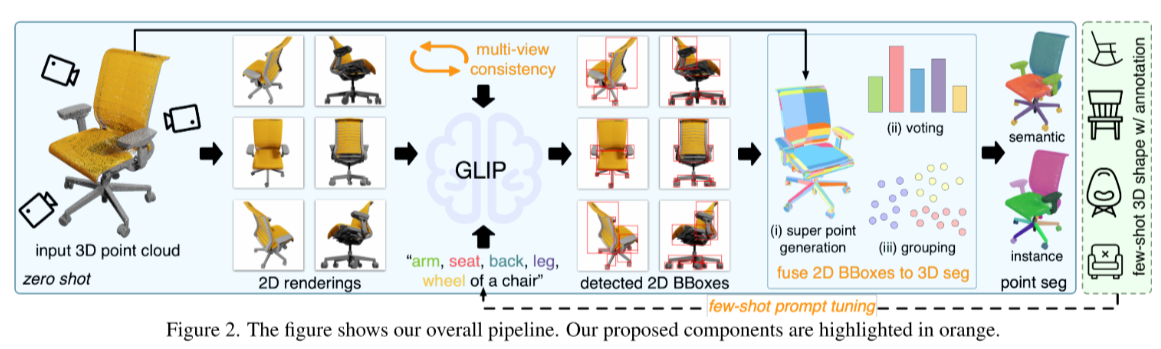 multi-view
consistency
GLIP
(ii) voting
semantic
input 3D point cloud
zero shot
2D renderings
"arm, seat, back, leg,
wheel of a chair"
detected 2D BBoxes
(i) super point
generation
(iii) grouping
fuse 2D BBoxes to 3D seg
instance
point seg
few-shot 3D shape w/ annotation
few-shot prompt tuning
Figure 2. The figure shows our overall pipeline. Our proposed components are highlighted in orange.